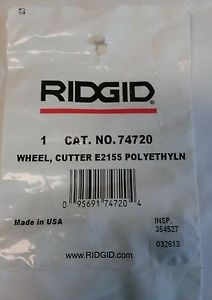 RIDGID
1 CAT. NO. 74720
WHEEL, CUTTER E2155 POLYETHYLN
0 95691 74720 4
Made in USA
INSP.
354527
032613
www.RIDGID.com